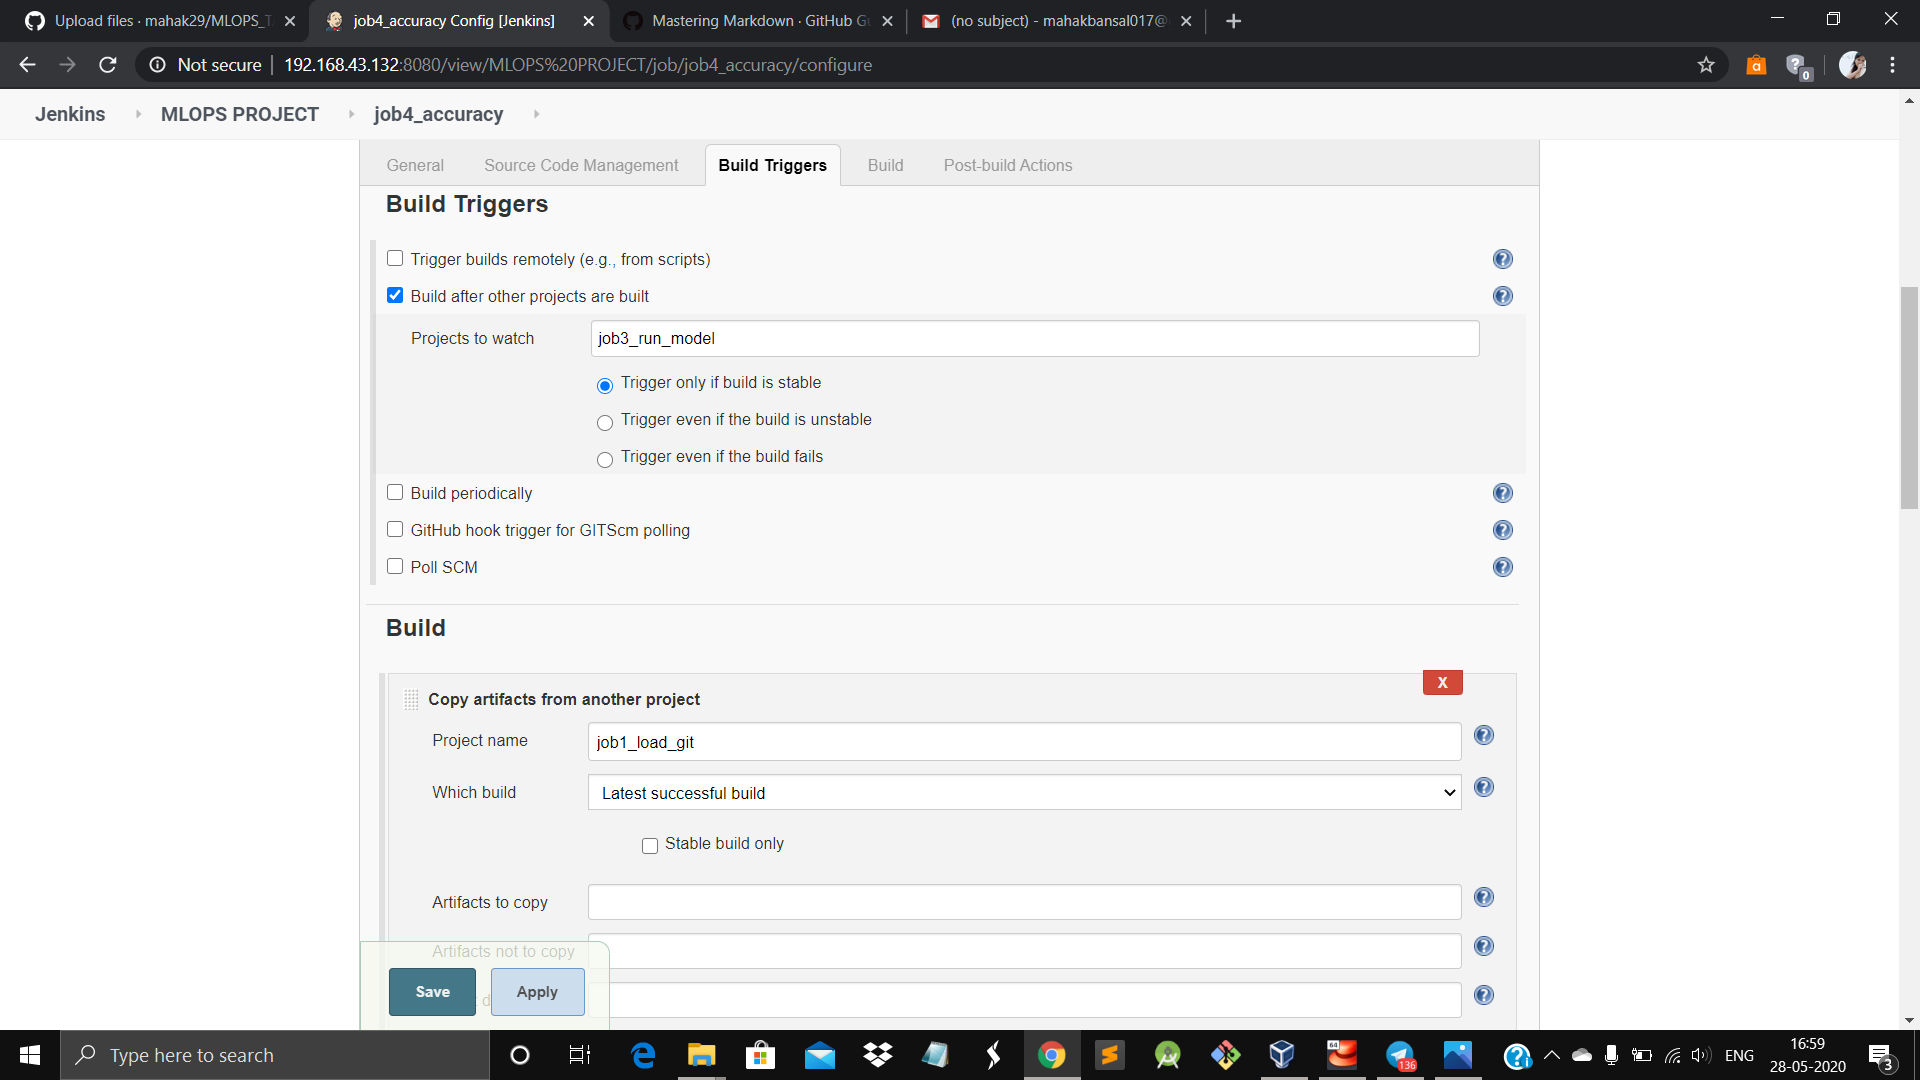 Upload files · mahak29/MLOPS_T
job4_accuracy Config [Jenkins]
Mastering Markdown · GitHub Gu
(no subject) - mahakbansal017@
Not secure
192.168.43.132:8080/view/MLOPS%20PROJECT/job/job4_accuracy/configure
0
Jenkins
MLOPS PROJECT
job4_accuracy
General
Source Code Management
Build Triggers
Build
Post-build Actions
Build Triggers
Trigger builds remotely (e.g., from scripts)
Build after other projects are built
Projects to watch
job3_run_model
Trigger only if build is stable
Trigger even if the build is unstable
Trigger even if the build fails
Build periodically
GitHub hook trigger for GITScm polling
Poll SCM
Build
X
Copy artifacts from another project
Project name
job1_load_git
Which build
Latest successful build
Stable build only
Artifacts to copy
Artifacts not to copy
Save
Apply
Type here to search
64
136
ENG
16:59
28-05-2020
3